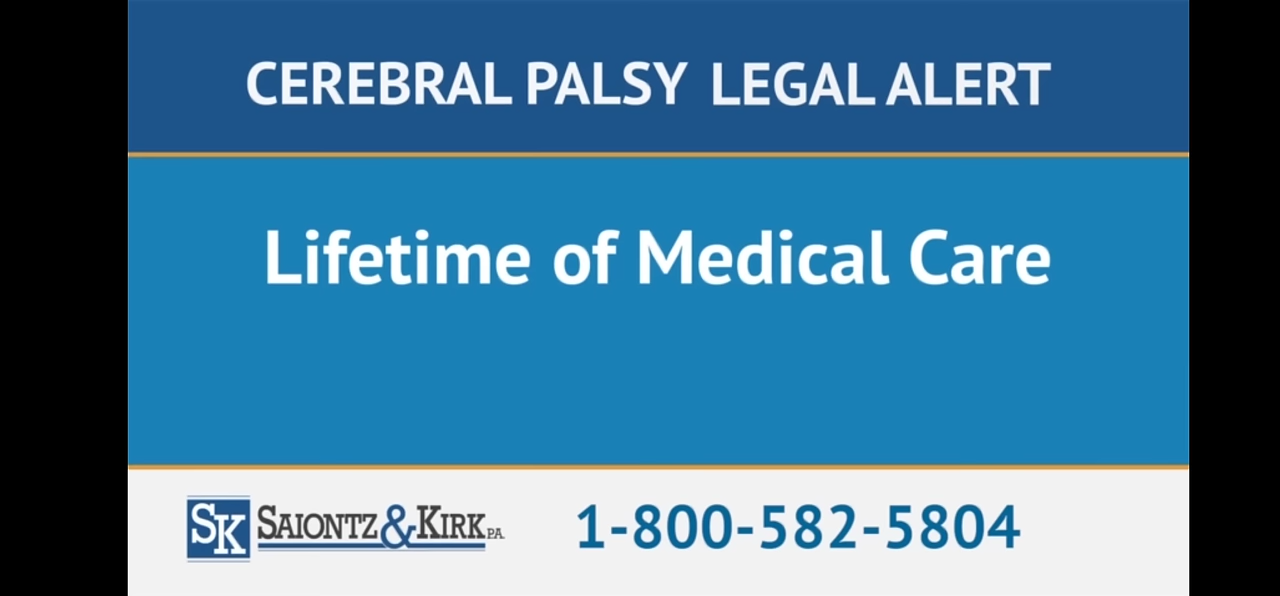 CEREBRAL PALSY LEGAL ALERT
Lifetime of Medical Care
SK SAIONTZ & KIRK P.A. 1-800-582-5804